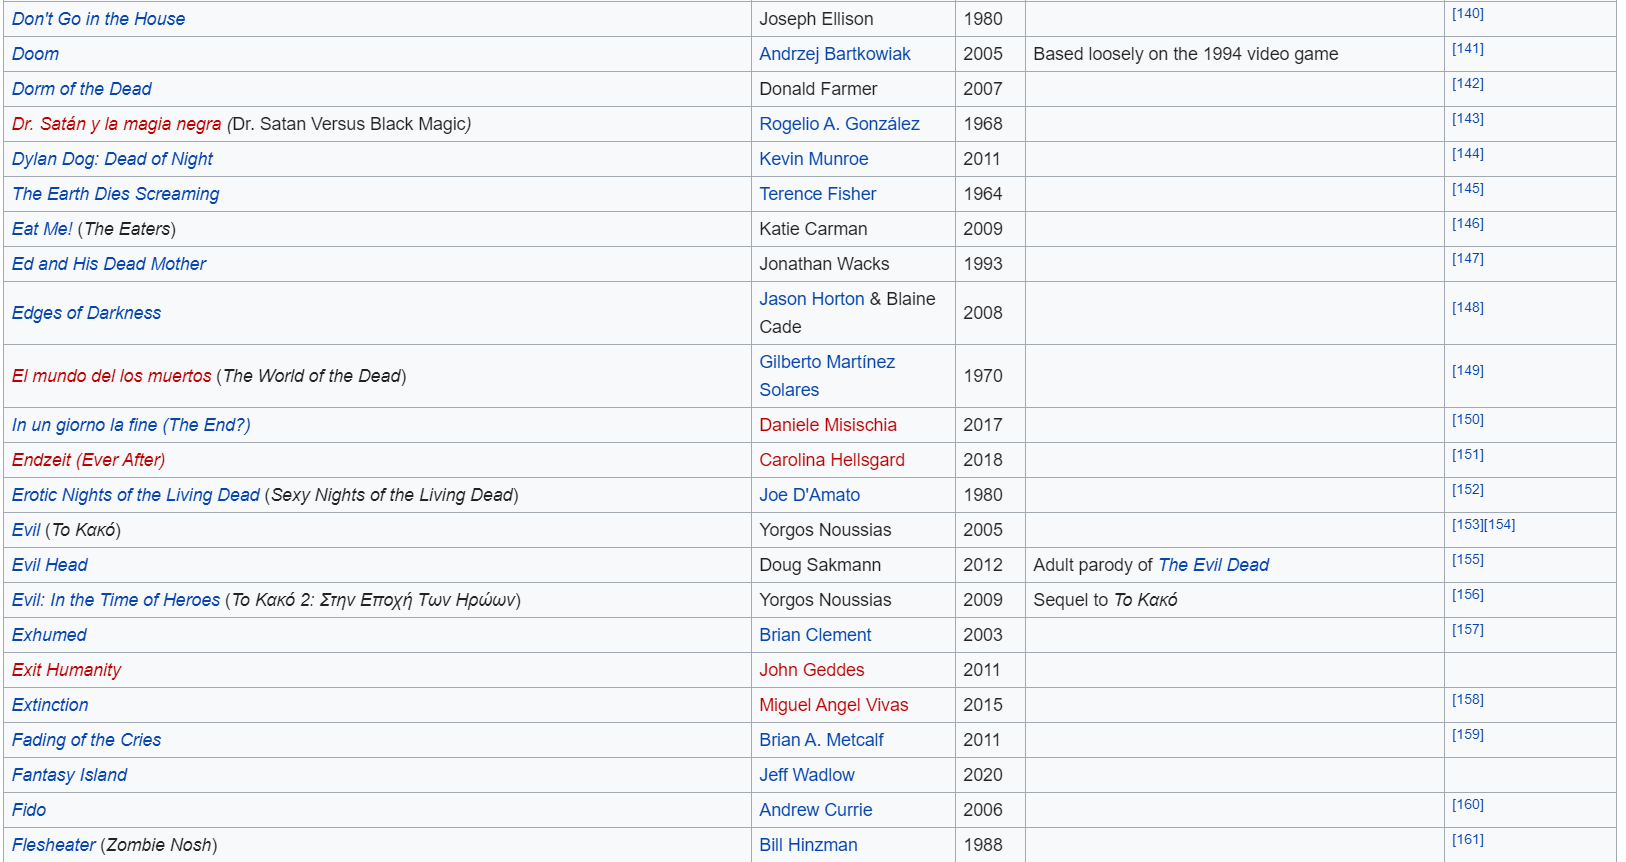 Don't Go in the House Joseph Ellison 1980 [140]
Doom Andrzej Bartkowiak 2005 Based loosely on the 1994 video game [141]
Dorm of the Dead Donald Farmer 2007 [142]
Dr. Satán y la magia negra (Dr. Satan Versus Black Magic) Rogelio A. González 1968 [143]
Dylan Dog: Dead of Night Kevin Munroe 2011 [144]
The Earth Dies Screaming Terence Fisher 1964 [145]
Eat Me! (The Eaters) Katie Carman 2009 [146]
Ed and His Dead Mother Jonathan Wacks 1993 [147]
Edges of Darkness Jason Horton & Blaine
Cade 2008 [148]
El mundo del los muertos (The World of the Dead) Gilberto Martínez
Solares 1970 [149]
In un giorno la fine (The End?) Daniele Misischia 2017 [150]
Endzeit (Ever After) Carolina Hellsgard 2018 [151]
Erotic Nights of the Living Dead (Sexy Nights of the Living Dead) Joe D'Amato 1980 [152]
Evil (Το Κακό) Yorgos Noussias 2005 [153][154]
Evil Head Doug Sakmann 2012 Adult parody of The Evil Dead [155]
Evil: In the Time of Heroes (Το Κακό 2: Στην Εποχή Των Ηρώων) Yorgos Noussias 2009 Sequel to Το Κακό [156]
Exhumed Brian Clement 2003 [157]
Exit Humanity John Geddes 2011
Extinction Miguel Angel Vivas 2015 [158]
Fading of the Cries Brian A. Metcalf 2011 [159]
Fantasy Island Jeff Wadlow 2020
Fido Andrew Currie 2006 [160]
Flesheater (Zombie Nosh) Bill Hinzman 1988 [161]